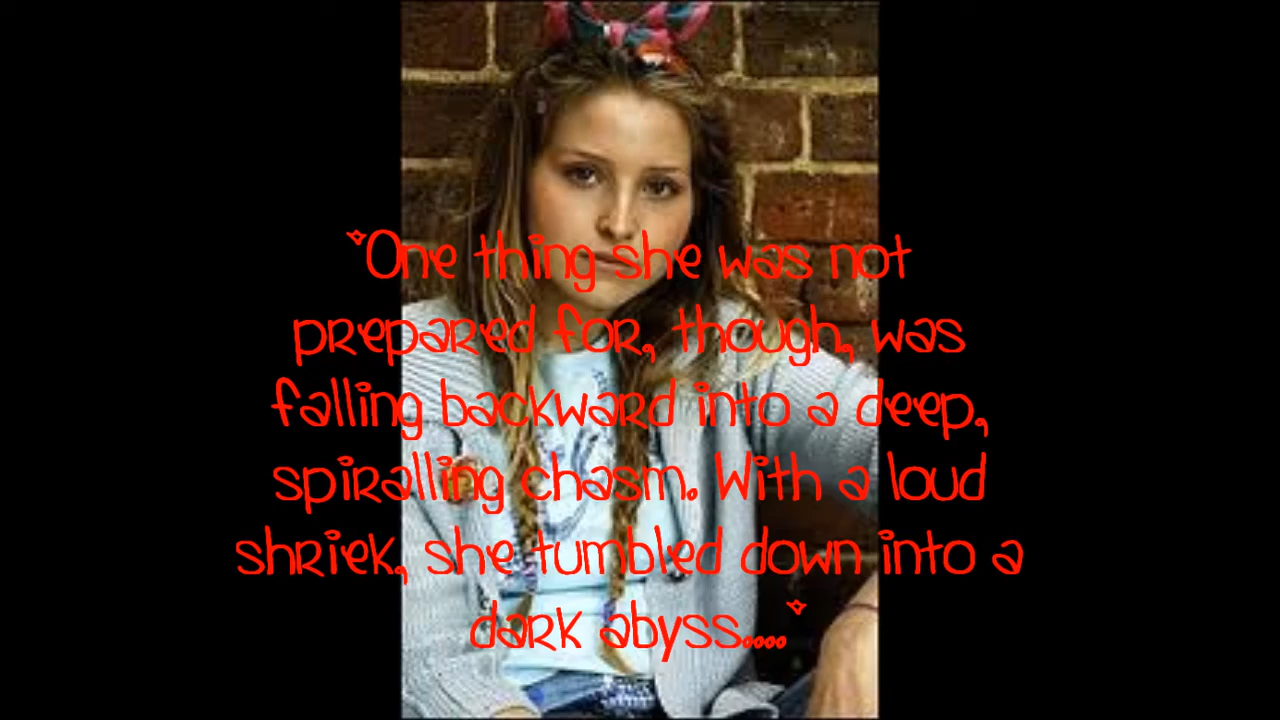 "One thing she was not
prepared for, though, was
falling backward into a deep,
spiralling chasm. With a loud
shriek, she tumbled down into a
dark abyss...."